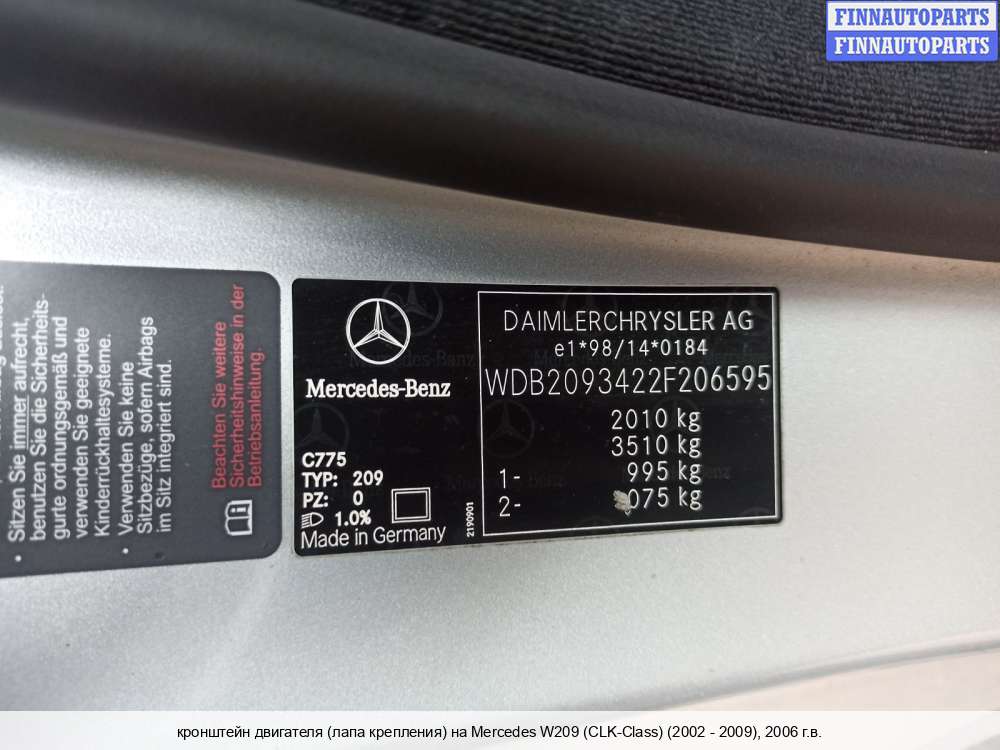 FINNAUTOPARTS
FINNAUTOPARTS
Sitzen Sie immer aufrecht,
benutzen Sie die Sicherheits-
gurte ordnungsgemäß und
verwenden Sie geeignete
Kinderrückhaltesysteme.
• Verwenden Sie keine
Sitzbezüge, sofern Airbags
im Sitz integriert sind.
Beachten Sie weitere
Sicherheitshinweise in der
Betriebsanleitung.
Mercedes-Benz
C775
TYP: 209
PZ: 0
1.0%
Made in Germany
2190901
DAIMLERCHRYSLER AG
e1*98/14*0184
WDB2093422F206595
2010 kg
3510 kg
1- 995 kg
2- 075 kg
кронштейн двигателя (лапа крепления) на Mercedes W209 (CLK-Class) (2002 - 2009), 2006 г.в.